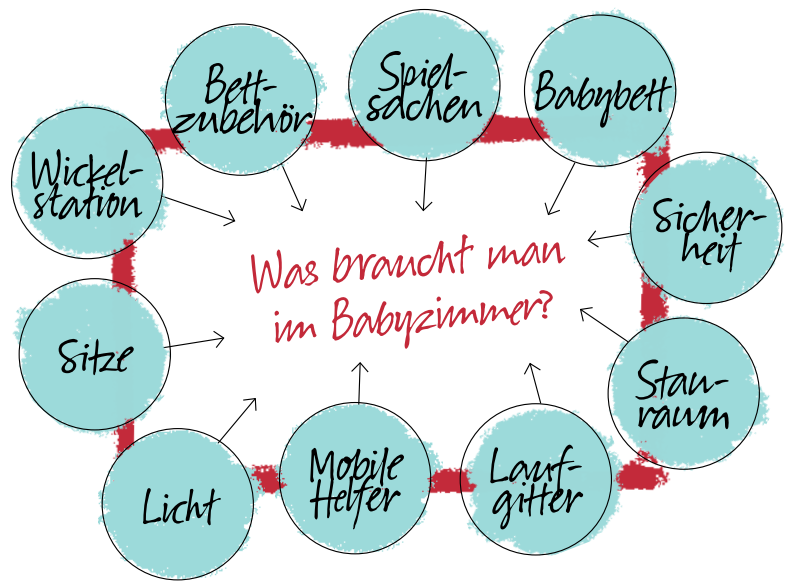 Bett-
zubehör
Spiel-
sachen
Babybett
Wickel-
station
Sicher-
heit
Was braucht man
im Babyzimmer?
Sitze
Stau-
raum
Licht
Mobile
Helfer
Lauf-
gitter